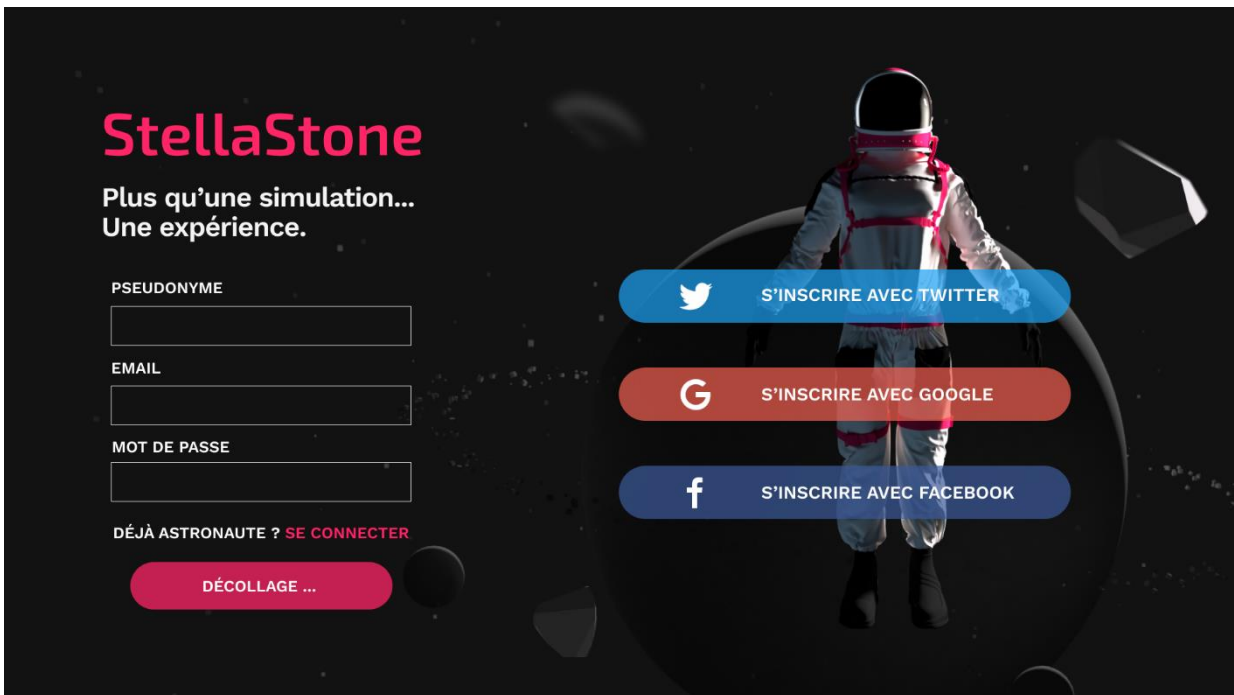 StellaStone
Plus qu’une simulation...
Une expérience.
PSEUDONYME
EMAIL
MOT DE PASSE
DÉJÀ ASTRONAUTE ? SE CONNECTER
DÉCOLLAGE ...
S’INSCRIRE AVEC TWITTER
G S’INSCRIRE AVEC GOOGLE
f S’INSCRIRE AVEC FACEBOOK